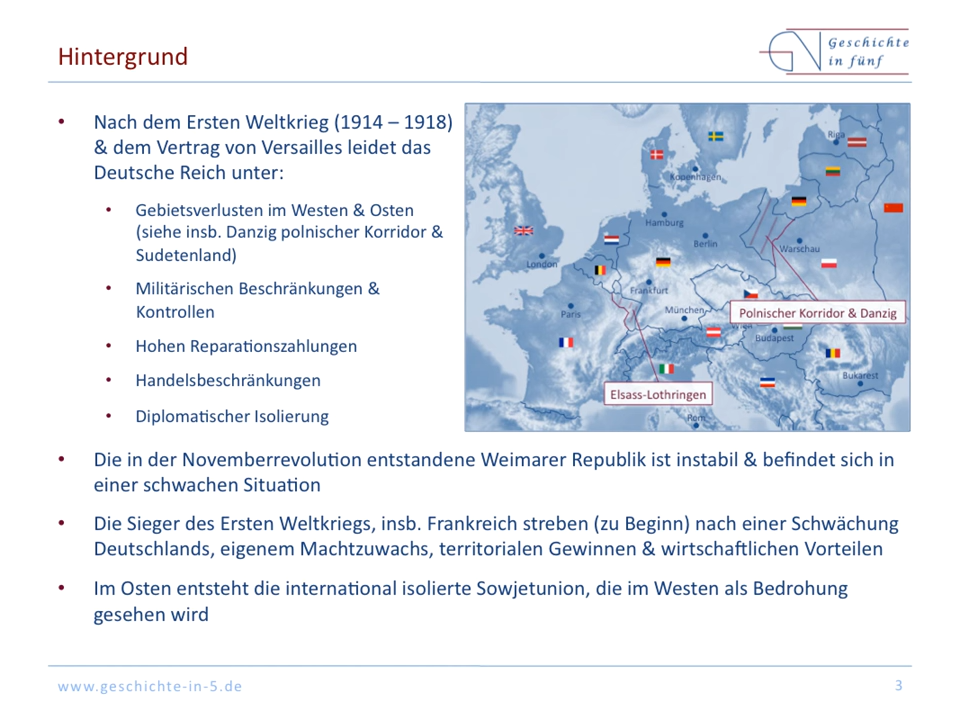 Hintergrund
Geschichte
in fünf
• Nach dem Ersten Weltkrieg (1914 – 1918)
& dem Vertrag von Versailles leidet das
Deutsche Reich unter:
• Gebietsverlusten im Westen & Osten
(siehe insb. Danzig polnischer Korridor &
Sudetenland)
• Militärischen Beschränkungen &
Kontrollen
• Hohen Reparationszahlungen
• Handelsbeschränkungen
• Diplomatischer Isolierung
Riga
Kopenhagen
Hamburg
Berlin
Warschau
London
Frankfurt
Paris
München
Polnischer Korridor & Danzig
Wien
Budapest
Bukarest
Elsass-Lothringen
Rom
• Die in der Novemberrevolution entstandene Weimarer Republik ist instabil & befindet sich in
einer schwachen Situation
• Die Sieger des Ersten Weltkriegs, insb. Frankreich streben (zu Beginn) nach einer Schwächung
Deutschlands, eigenem Machtzuwachs, territorialen Gewinnen & wirtschaftlichen Vorteilen
• Im Osten entsteht die international isolierte Sowjetunion, die im Westen als Bedrohung
gesehen wird
www.geschichte-in-5.de
3